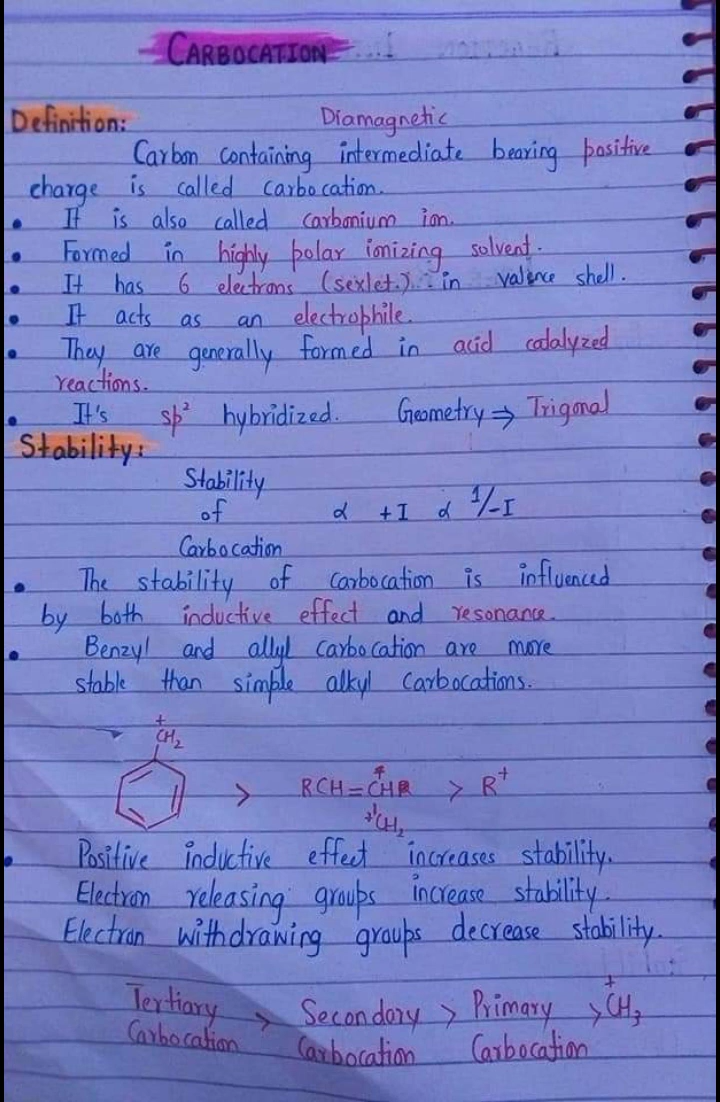 CARBOCATION
Definition: Diamagnetic
Carbon containing intermediate bearing positive
charge is called carbocation.
• It is also called carbonium ion.
• Formed in highly polar ionizing solvent.
• It has 6 electrons (sexlet) in valence shell.
• It acts as an electrophile.
• They are generally formed in acid catalyzed
reactions.
• It's sp² hybridized. Geometry ⇒ Trigonal
Stability:
Stability
of α +I α 1/-I
Carbocation
• The stability of carbocation is influenced
by both inductive effect and resonance.
• Benzyl and allyl carbocation are more
stable than simple alkyl carbocations.
+
CH₂
> RCH=CHR > R⁺
+CH₂
• Positive inductive effect increases stability.
Electron releasing groups increase stability.
Electron withdrawing groups decrease stability.
Tertiary > Secondary > Primary > +CH₃
Carbocation Carbocation Carbocation